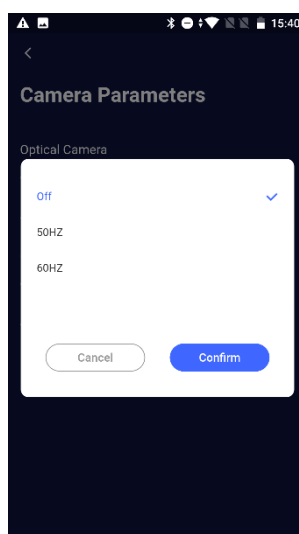 15:40
Camera Parameters
Optical Camera
Off
50HZ
60HZ
Cancel
Confirm